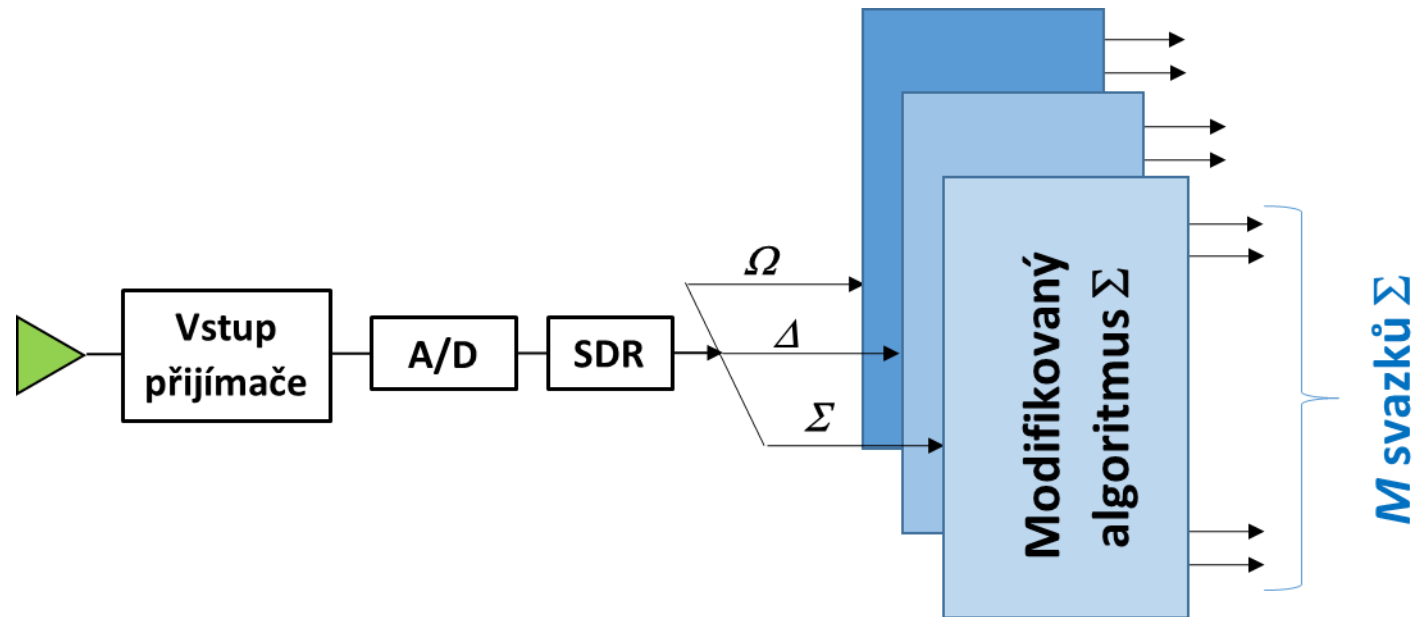 Vstup
přijímače
A/D
SDR
Ω
Δ
Σ
Modifikovaný
algoritmus Σ
M svazků Σ